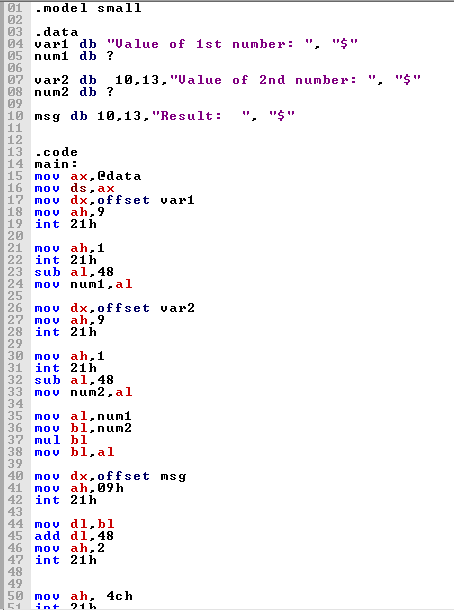 01 .model small
02
03 .data
04 var1 db "Value of 1st number: ", "$"
05 num1 db ?
06
07 var2 db  10,13,"Value of 2nd number: ", "$"
08 num2 db ?
09
10 msg db 10,13,"Result:  ", "$"
11
12
13 .code
14 main:
15 mov ax,@data
16 mov ds,ax
17 mov dx,offset var1
18 mov ah,9
19 int 21h
20
21 mov ah,1
22 int 21h
23 sub al,48
24 mov num1,al
25
26 mov dx,offset var2
27 mov ah,9
28 int 21h
29
30 mov ah,1
31 int 21h
32 sub al,48
33 mov num2,al
34
35 mov al,num1
36 mov bl,num2
37 mul bl
38 mov bl,al
39
40 mov dx,offset msg
41 mov ah,09h
42 int 21h
43
44 mov dl,bl
45 add dl,48
46 mov ah,2
47 int 21h
48
49
50 mov ah, 4ch
51 int 21h